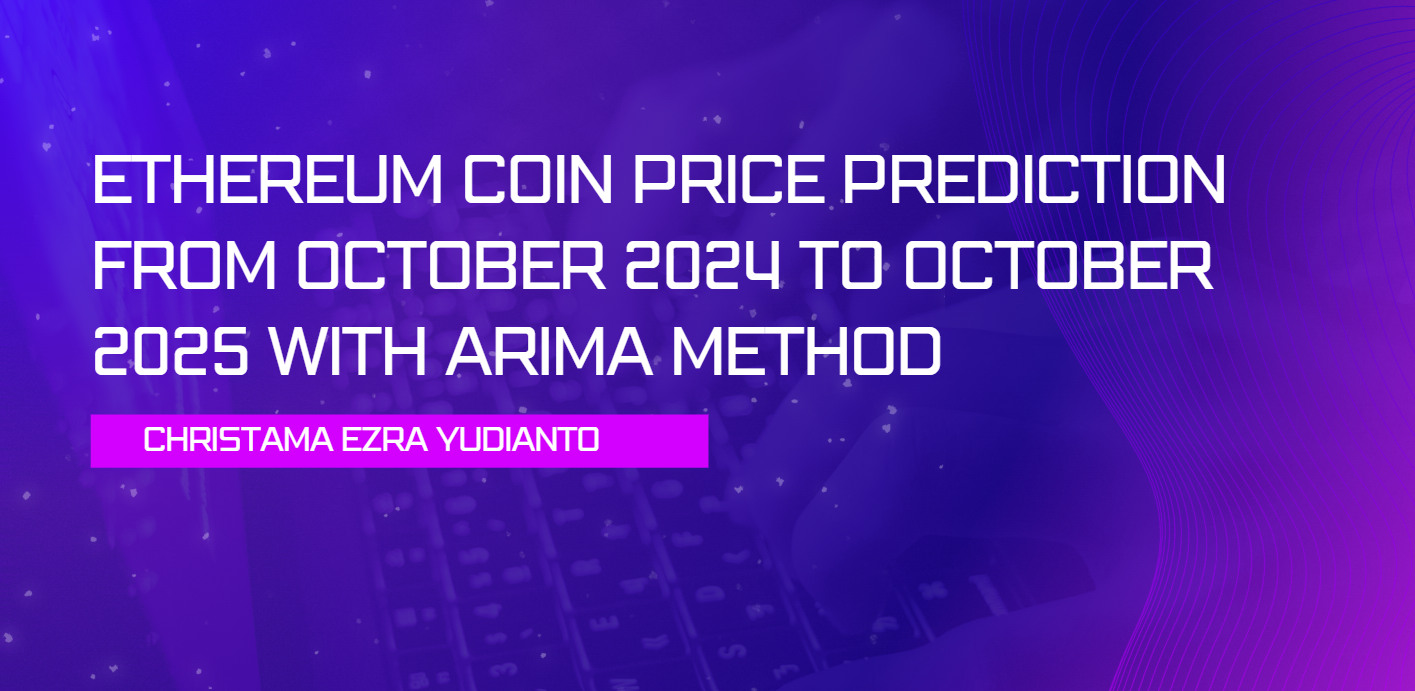 ETHEREUM COIN PRICE PREDICTION
FROM OCTOBER 2024 TO OCTOBER
2025 WITH ARIMA METHOD
CHRISTAMA EZRA YUDIANTO